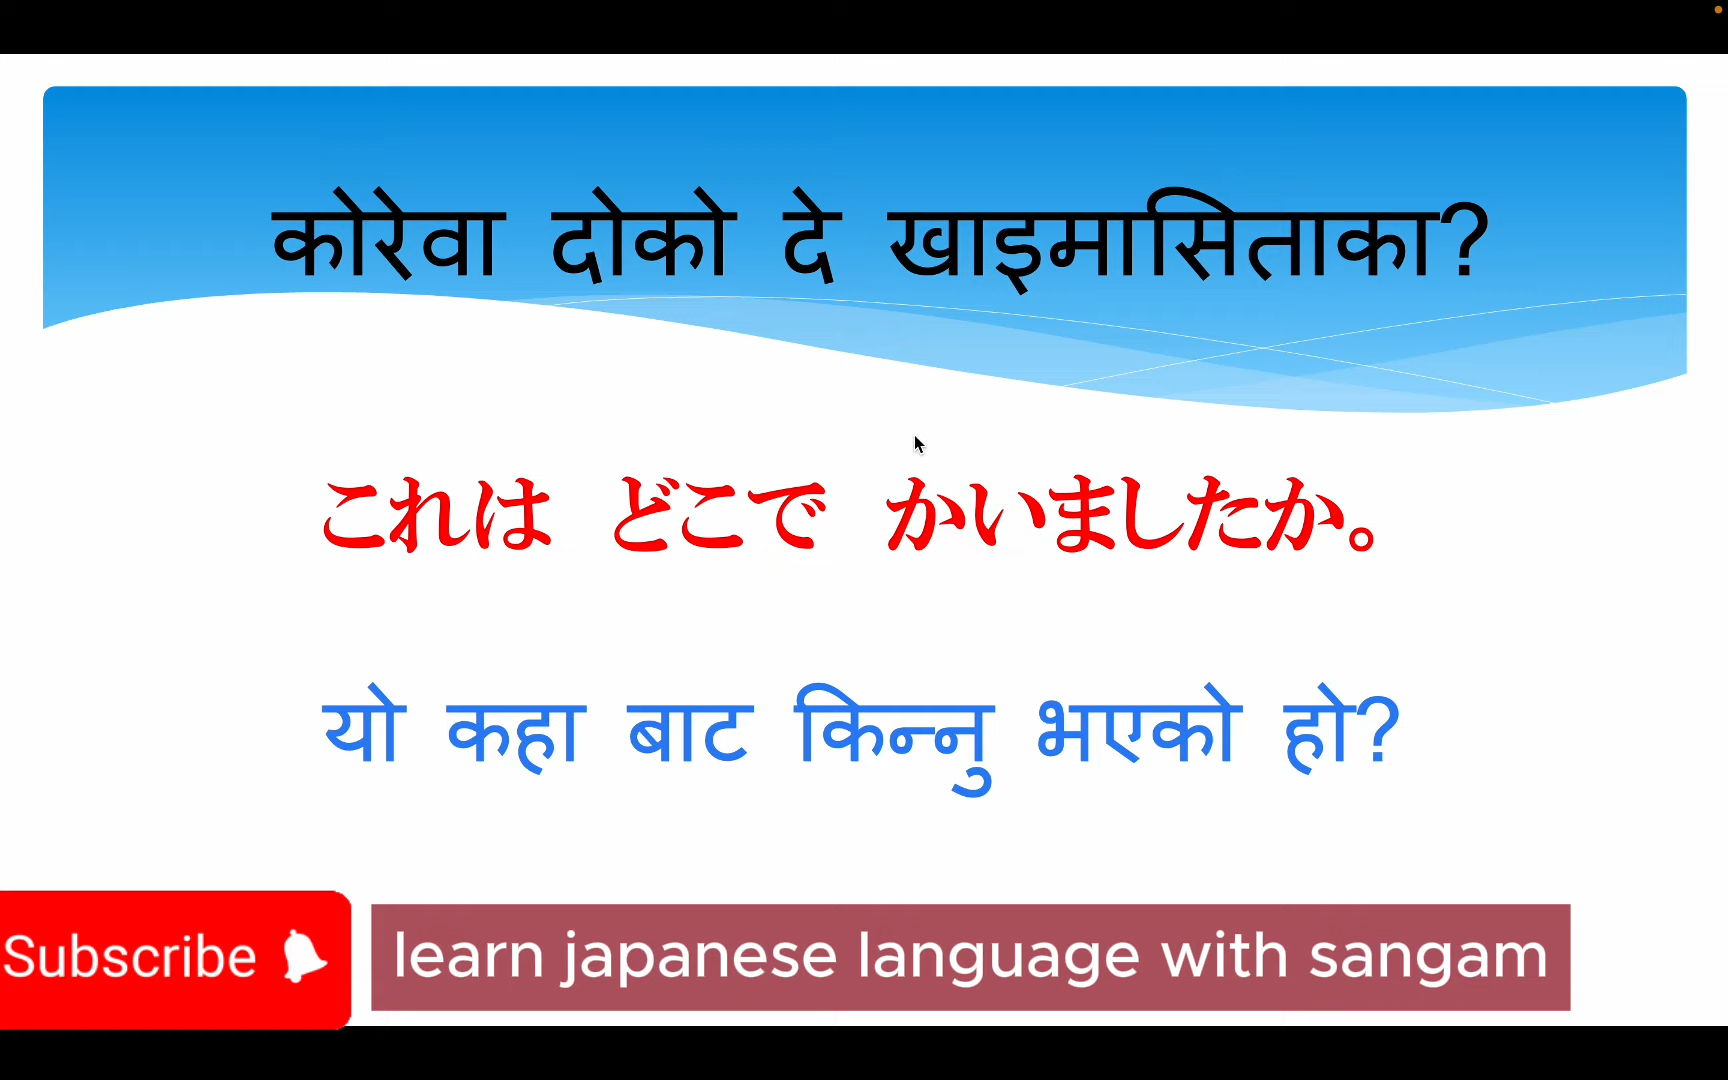 कोरेवा दोको दे खाइमासिताका?
これは どこで かいましたか。
यो कहा बाट किन्नु भएको हो?
Subscribe
learn japanese language with sangam